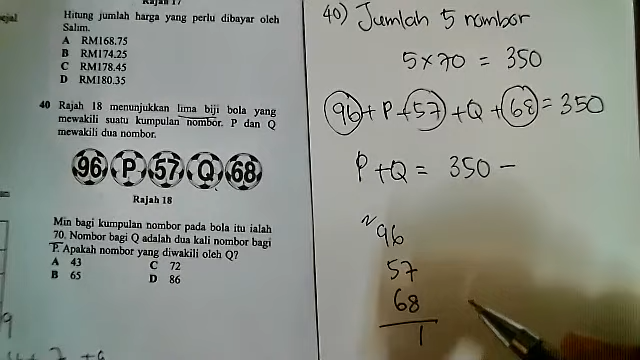 Rajah 17
Hitung jumlah harga yang perlu dibayar oleh
Salim.
A RM168.75
B RM174.25
C RM178.45
D RM180.35
40 Rajah 18 menunjukkan lima biji bola yang
mewakili suatu kumpulan nombor. P dan Q
mewakili dua nombor.
96 P 57 Q 68
Rajah 18
Min bagi kumpulan nombor pada bola itu ialah
70. Nombor bagi Q adalah dua kali nombor bagi
P. Apakah nombor yang diwakili oleh Q?
A 43 C 72
B 65 D 86
40) Jumlah 5 nombor
5 × 70 = 350
96 + P + 57 + Q + 68 = 350
P + Q = 350 −
2
96
57
68
1